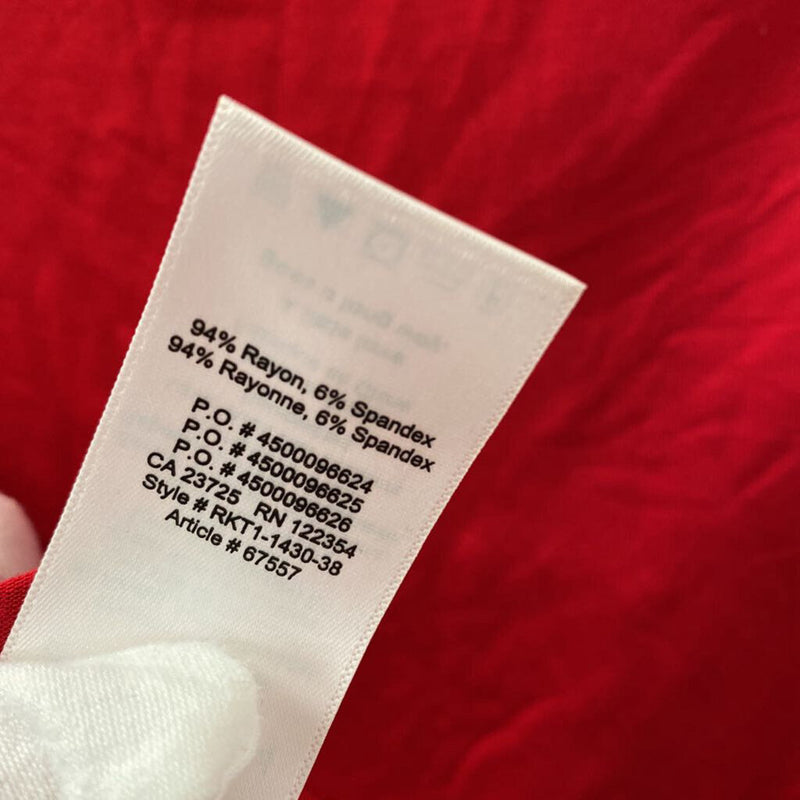 94% Rayon, 6% Spandex
94% Rayonne, 6% Spandex
P.O. # 4500096624
P.O. # 4500096625
P.O. # 4500096626
CA 23725 RN 122354
Style # RKT1-1430-38
Article # 67557